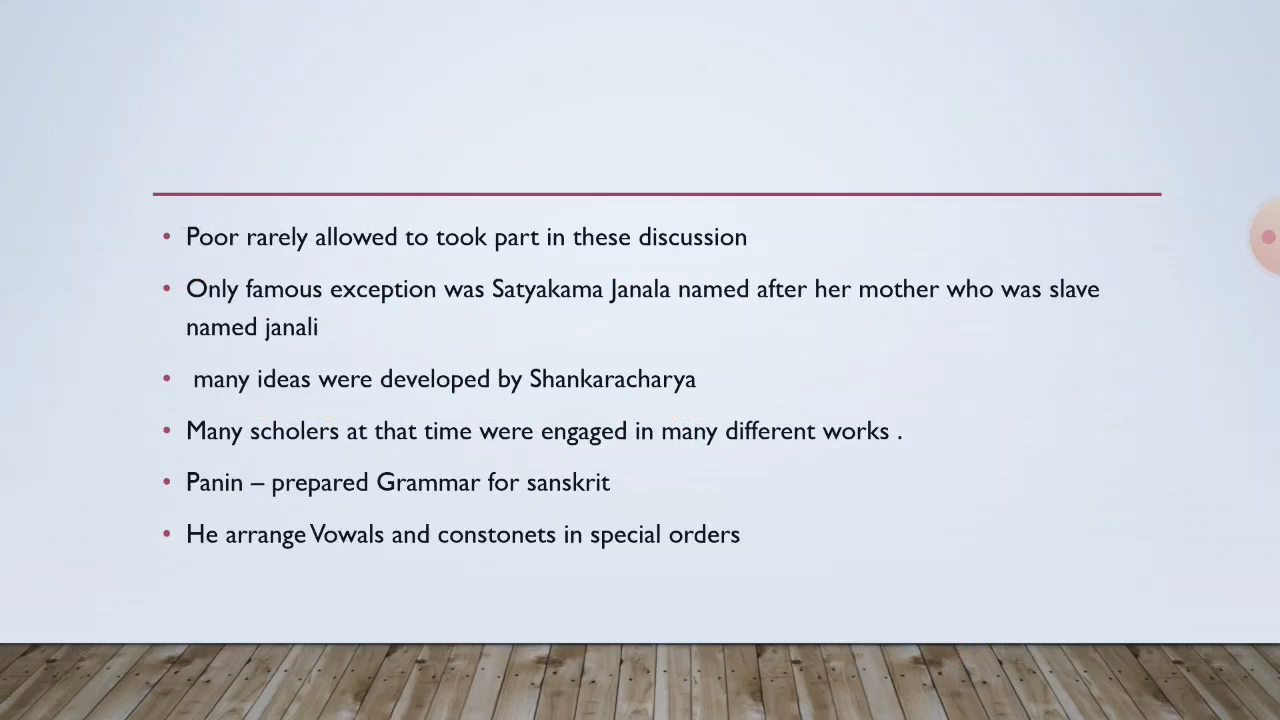 • Poor rarely allowed to took part in these discussion
• Only famous exception was Satyakama Janala named after her mother who was slave
named janali
• many ideas were developed by Shankaracharya
• Many scholers at that time were engaged in many different works .
• Panin – prepared Grammar for sanskrit
• He arrange Vowals and constonets in special orders